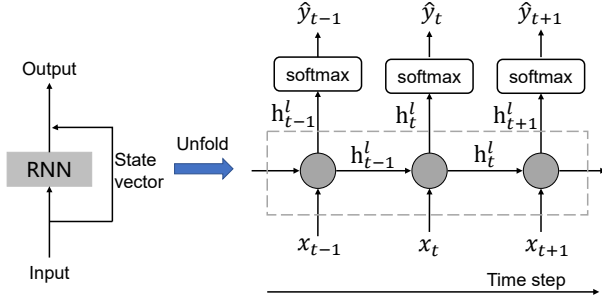 Output
RNN
State
vector
Input
Unfold
ŷ_{t−1} ŷ_t ŷ_{t+1}
softmax softmax softmax
h^l_{t−1} h^l_t h^l_{t+1}
h^l_{t−1} h^l_t
x_{t−1} x_t x_{t+1}
Time step